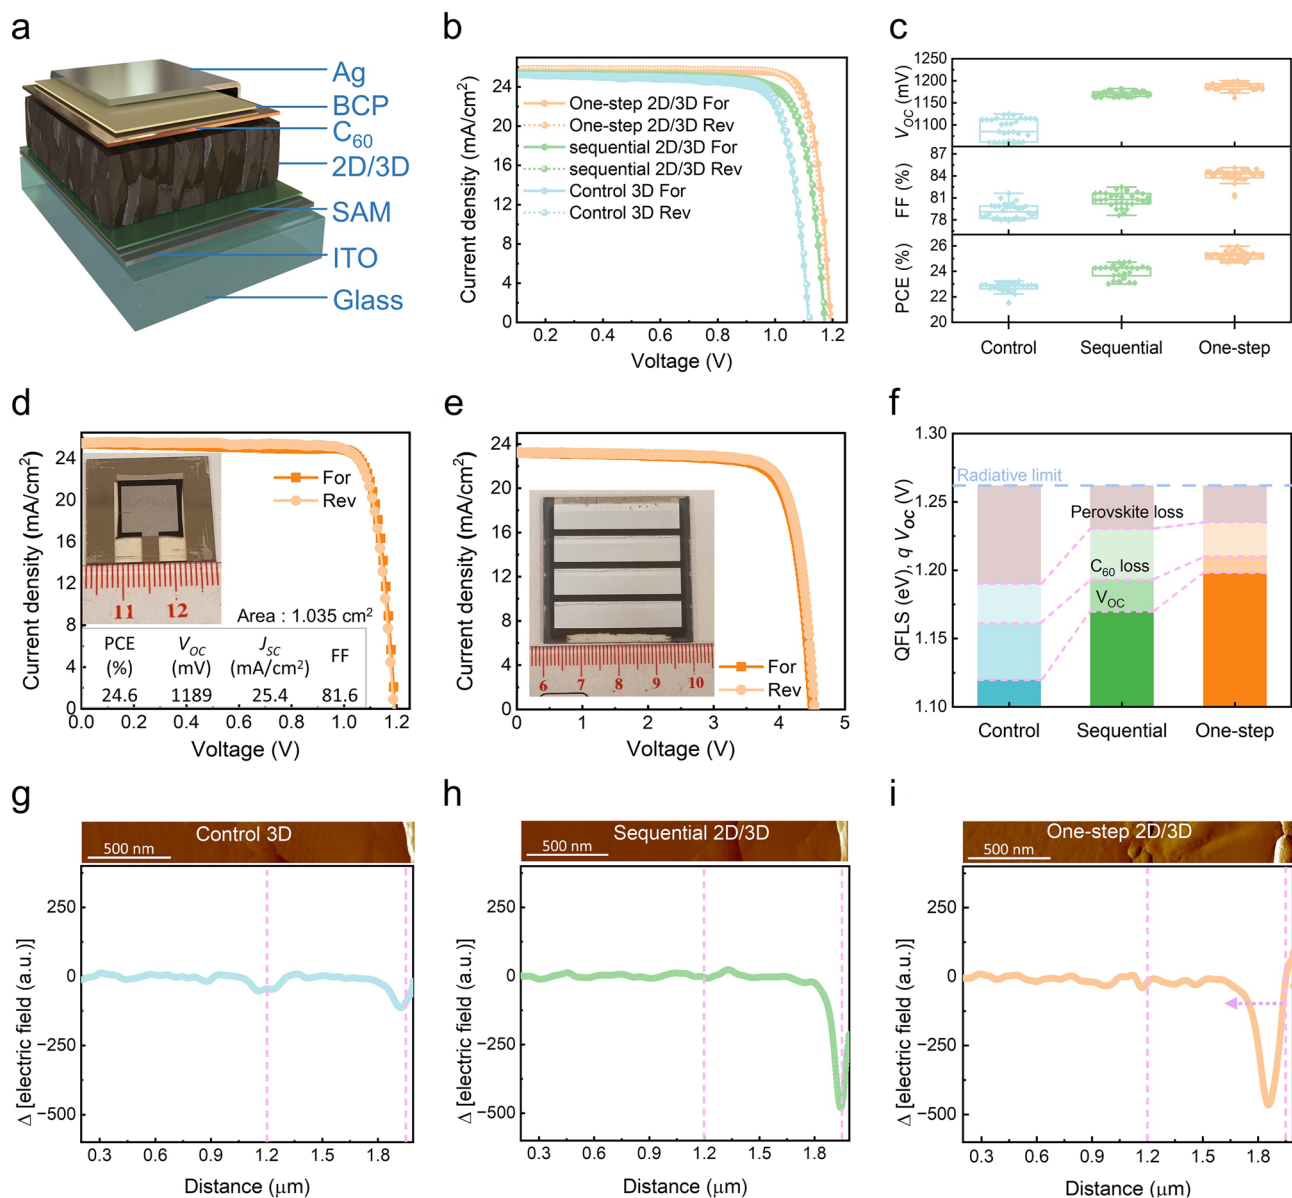 a
Ag
BCP
C60
2D/3D
SAM
ITO
Glass
b
Current density (mA/cm²)
28
24
20
16
12
8
4
0
One-step 2D/3D For
One-step 2D/3D Rev
sequential 2D/3D For
sequential 2D/3D Rev
Control 3D For
Control 3D Rev
0.2 0.4 0.6 0.8 1.0 1.2
Voltage (V)
c
VOC (mV)
1250
1200
1150
1100
FF (%)
87
84
81
78
PCE (%)
26
24
22
20
Control Sequential One-step
d
Current density (mA/cm²)
24
20
16
12
8
4
0
For
Rev
11 12
Area : 1.035 cm²
PCE (%) VOC (mV) JSC (mA/cm²) FF
24.6 1189 25.4 81.6
0.0 0.2 0.4 0.6 0.8 1.0 1.2
Voltage (V)
e
Current density (mA/cm²)
24
20
16
12
8
4
0
6 7 8 9 10
For
Rev
0 1 2 3 4 5
Voltage (V)
f
QFLS (eV), q VOC (V)
1.30
1.25
1.20
1.15
1.10
Radiative limit
Perovskite loss
C60 loss
VOC
Control Sequential One-step
g
Control 3D
500 nm
Δ [electric field (a.u.)]
250
0
−250
−500
0.3 0.6 0.9 1.2 1.5 1.8
Distance (μm)
h
Sequential 2D/3D
500 nm
Δ [electric field (a.u.)]
250
0
−250
−500
0.3 0.6 0.9 1.2 1.5 1.8
Distance (μm)
i
One-step 2D/3D
500 nm
Δ [electric field (a.u.)]
250
0
−250
−500
0.3 0.6 0.9 1.2 1.5 1.8
Distance (μm)